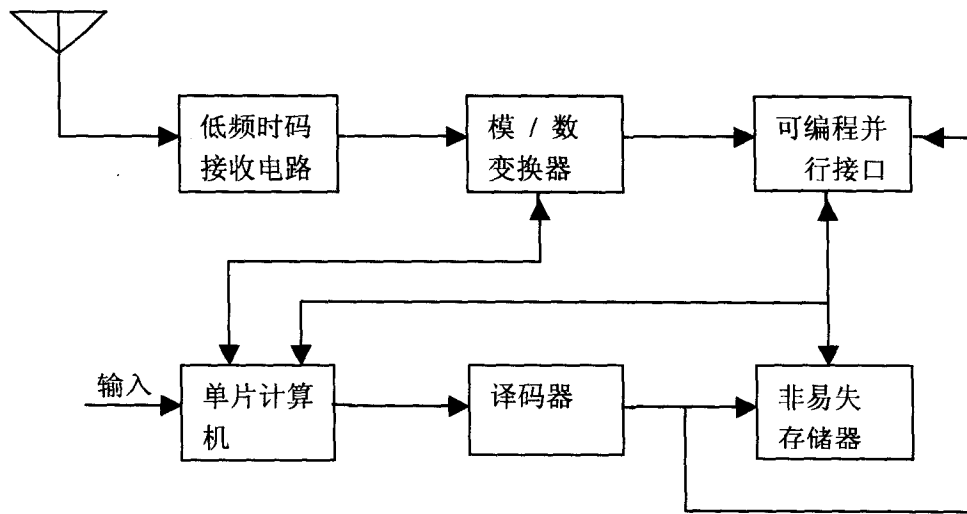 低频时码
接收电路
模 / 数
变换器
可编程并
行接口
输入
单片计算
机
译码器
非易失
存储器